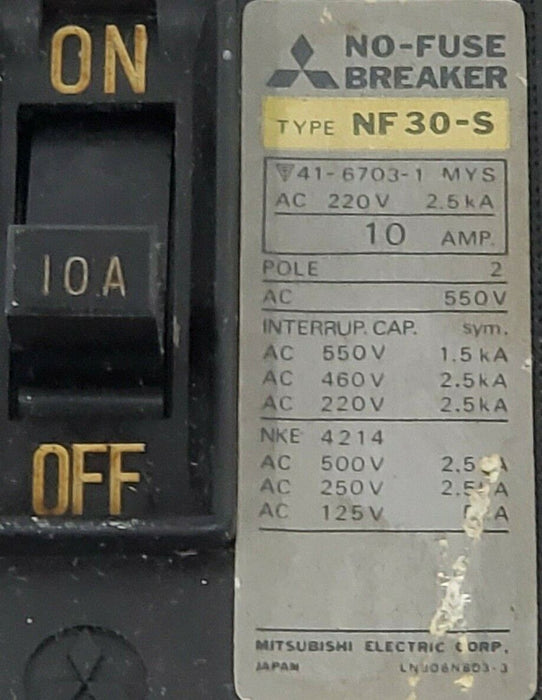 ON
10A
OFF
NO-FUSE
BREAKER
TYPE NF30-S
41-6703-1 MYS
AC 220V 2.5kA
10 AMP.
POLE 2
AC 550V
INTERRUP. CAP. sym.
AC 550V 1.5kA
AC 460V 2.5kA
AC 220V 2.5kA
NKE 4214
AC 500V
AC 250V
AC 125V
MITSUBISHI ELECTRIC CORP.
JAPAN